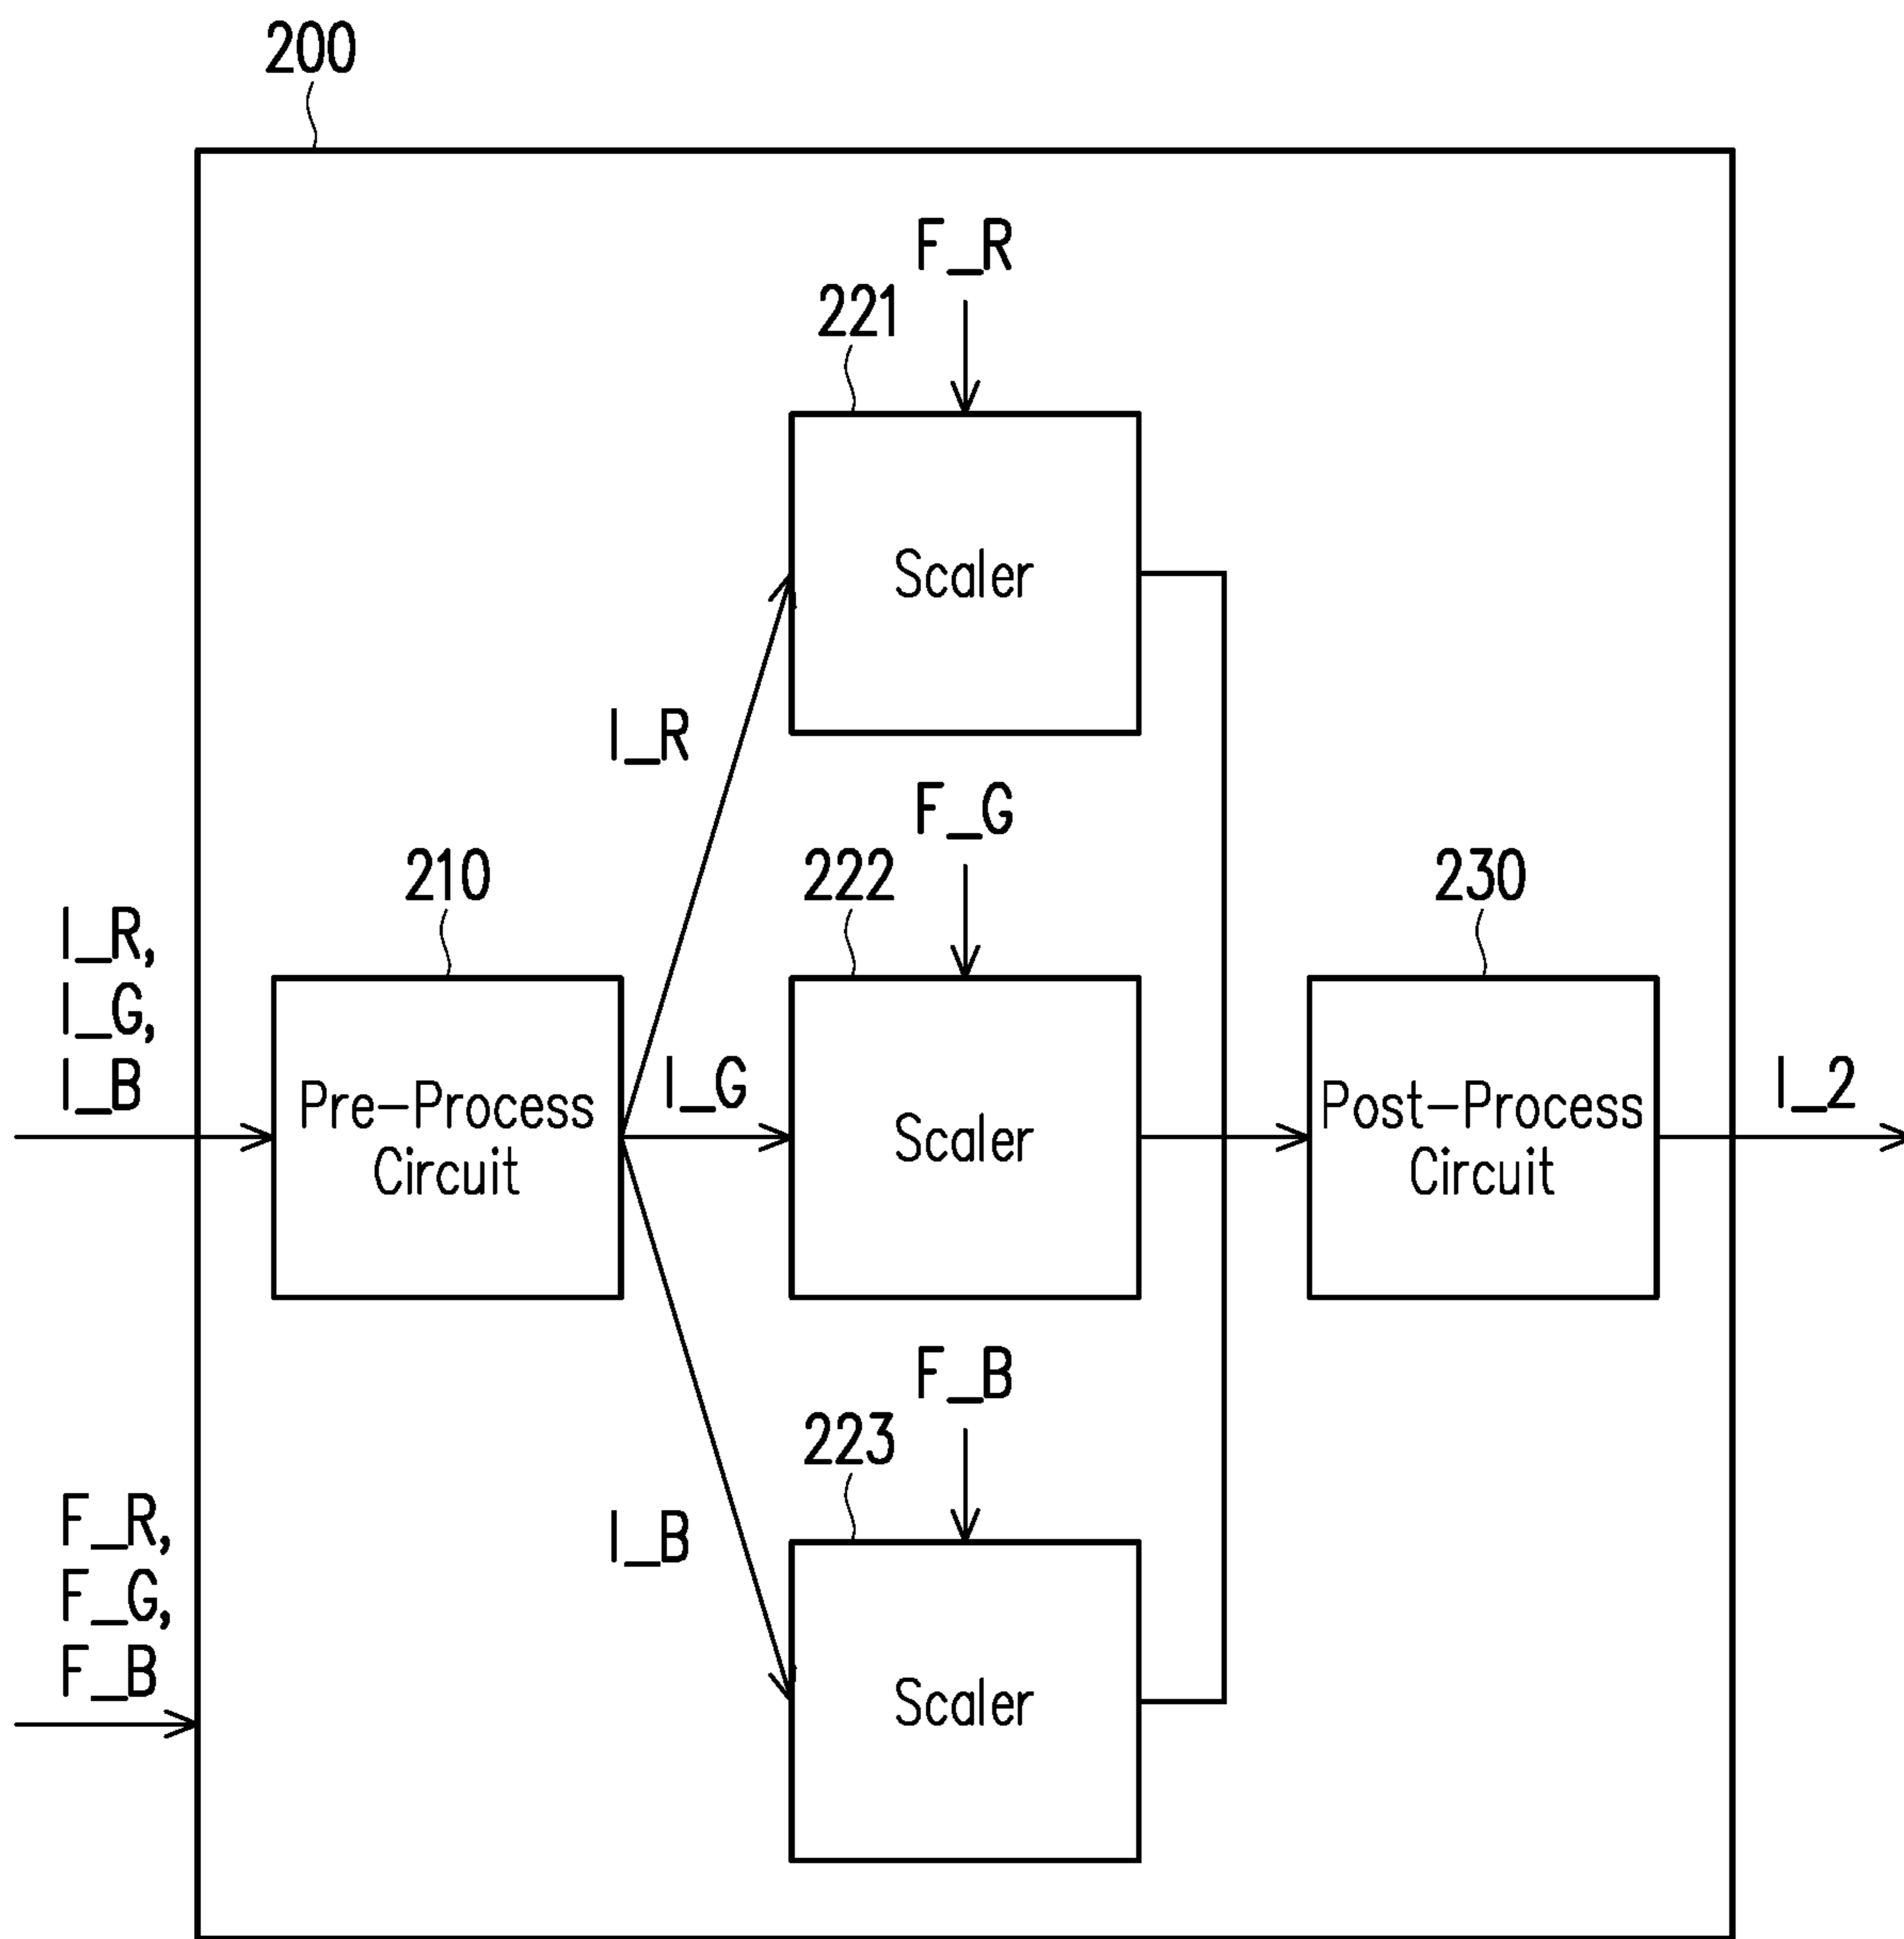 200
F_R
221
Scaler
I_R
F_G
210
222
230
I_R,
I_G,
I_B
Pre-Process
Circuit
I_G
Scaler
Post-Process
Circuit
I_2
F_B
223
I_B
F_R,
F_G,
F_B
Scaler